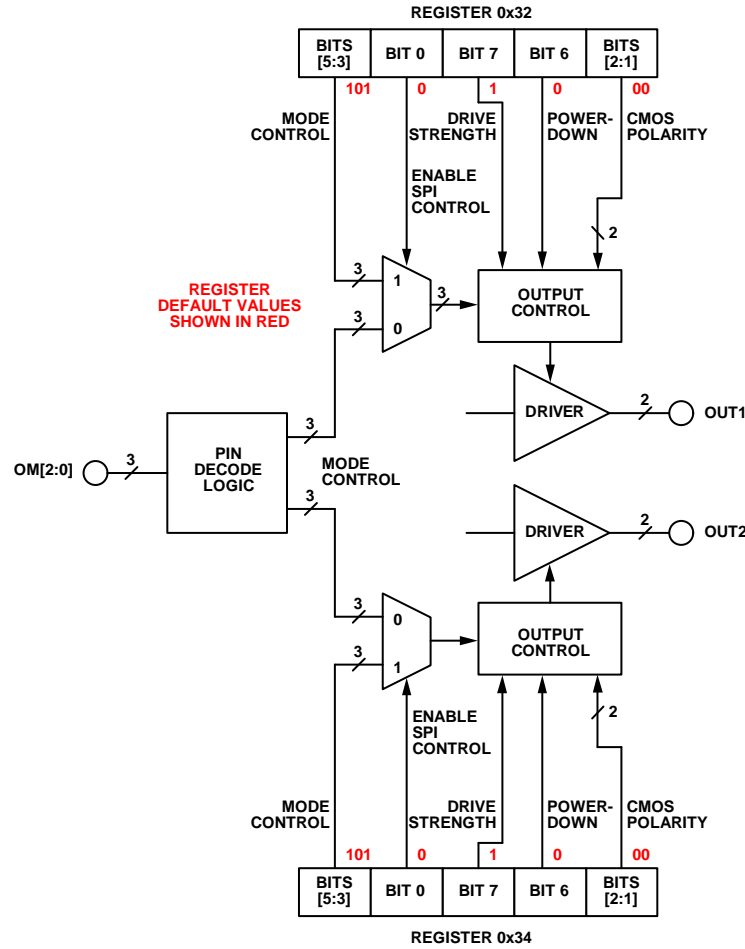 REGISTER 0x32
BITS [5:3]
BIT 0
BIT 7
BIT 6
BITS [2:1]
101
0
1
0
00
MODE
CONTROL
DRIVE
STRENGTH
POWER-
DOWN
CMOS
POLARITY
ENABLE
SPI
CONTROL
2
3
1
3
REGISTER
DEFAULT VALUES
SHOWN IN RED
3
0
OUTPUT
CONTROL
DRIVER
2
OUT1
3
OM[2:0]
3
PIN
DECODE
LOGIC
MODE
CONTROL
3
DRIVER
2
OUT2
3
0
3
1
OUTPUT
CONTROL
2
ENABLE
SPI
CONTROL
MODE
CONTROL
DRIVE
STRENGTH
POWER-
DOWN
CMOS
POLARITY
101
0
1
0
00
BITS
[5:3]
BIT 0
BIT 7
BIT 6
BITS
[2:1]
REGISTER 0x34